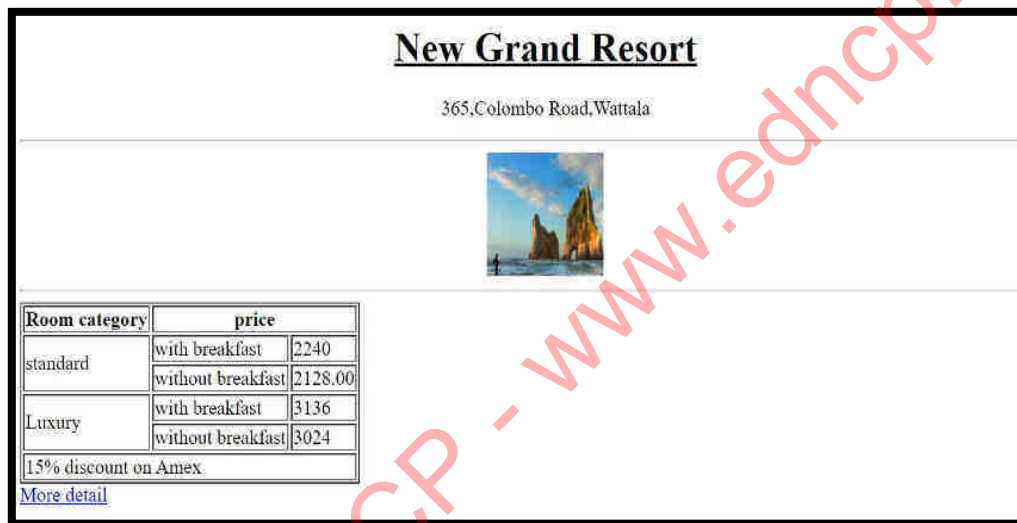 New Grand Resort
365,Colombo Road,Wattala
Room category price
standard with breakfast 2240
without breakfast 2128.00
Luxury with breakfast 3136
without breakfast 3024
15% discount on Amex
More detail
CP - www.edncp.